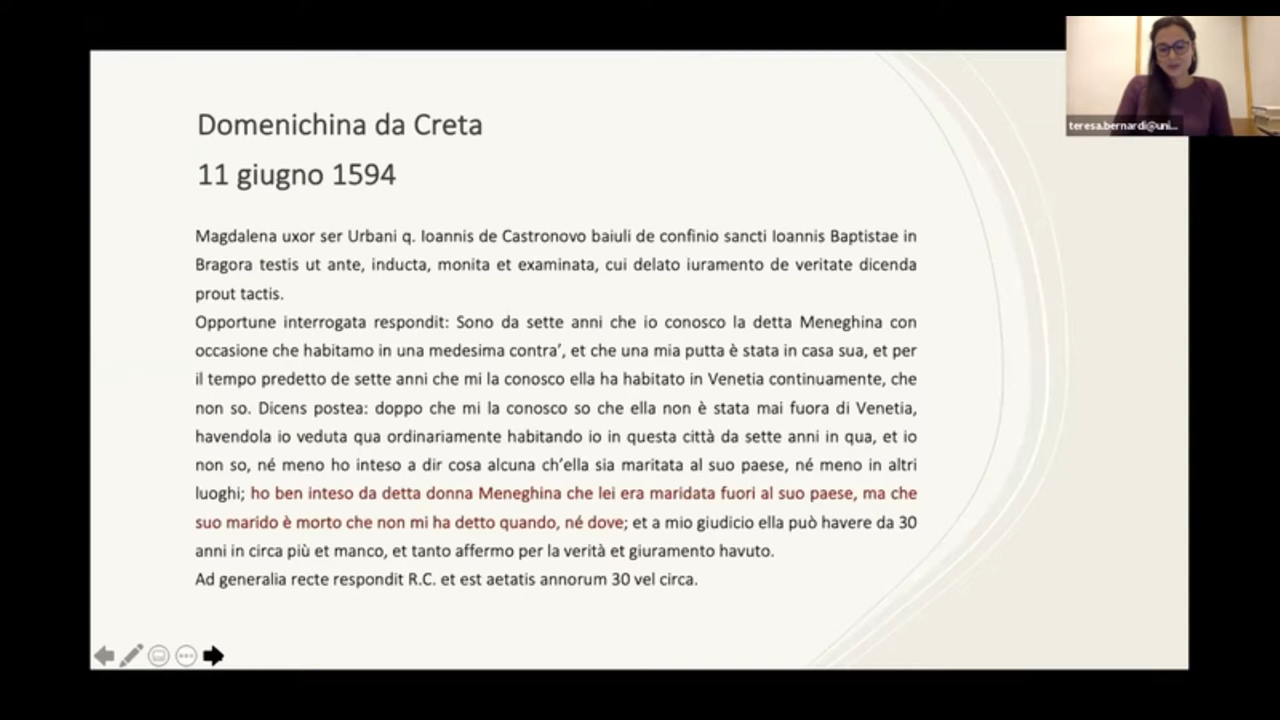 teresa.bernardi@uni...
Domenichina da Creta
11 giugno 1594
Magdalena uxor ser Urbani q. Ioannis de Castronovo baiuli de confinio sancti Ioannis Baptistae in
Bragora testis ut ante, inducta, monita et examinata, cui delato iuramento de veritate dicenda
prout tactis.
Opportune interrogata respondit: Sono da sette anni che io conosco la detta Meneghina con
occasione che habitamo in una medesima contra’, et che una mia putta è stata in casa sua, et per
il tempo predetto de sette anni che mi la conosco ella ha habitato in Venetia continuamente, che
non so. Dicens postea: doppo che mi la conosco so che ella non è stata mai fuora di Venetia,
havendola io veduta qua ordinariamente habitando io in questa città da sette anni in qua, et io
non so, né meno ho inteso a dir cosa alcuna ch’ella sia maritata al suo paese, né meno in altri
luoghi; ho ben inteso da detta donna Meneghina che lei era maridata fuori al suo paese, ma che
suo marido è morto che non mi ha detto quando, né dove; et a mio giudicio ella può havere da 30
anni in circa più et manco, et tanto affermo per la verità et giuramento havuto.
Ad generalia recte respondit R.C. et est aetatis annorum 30 vel circa.